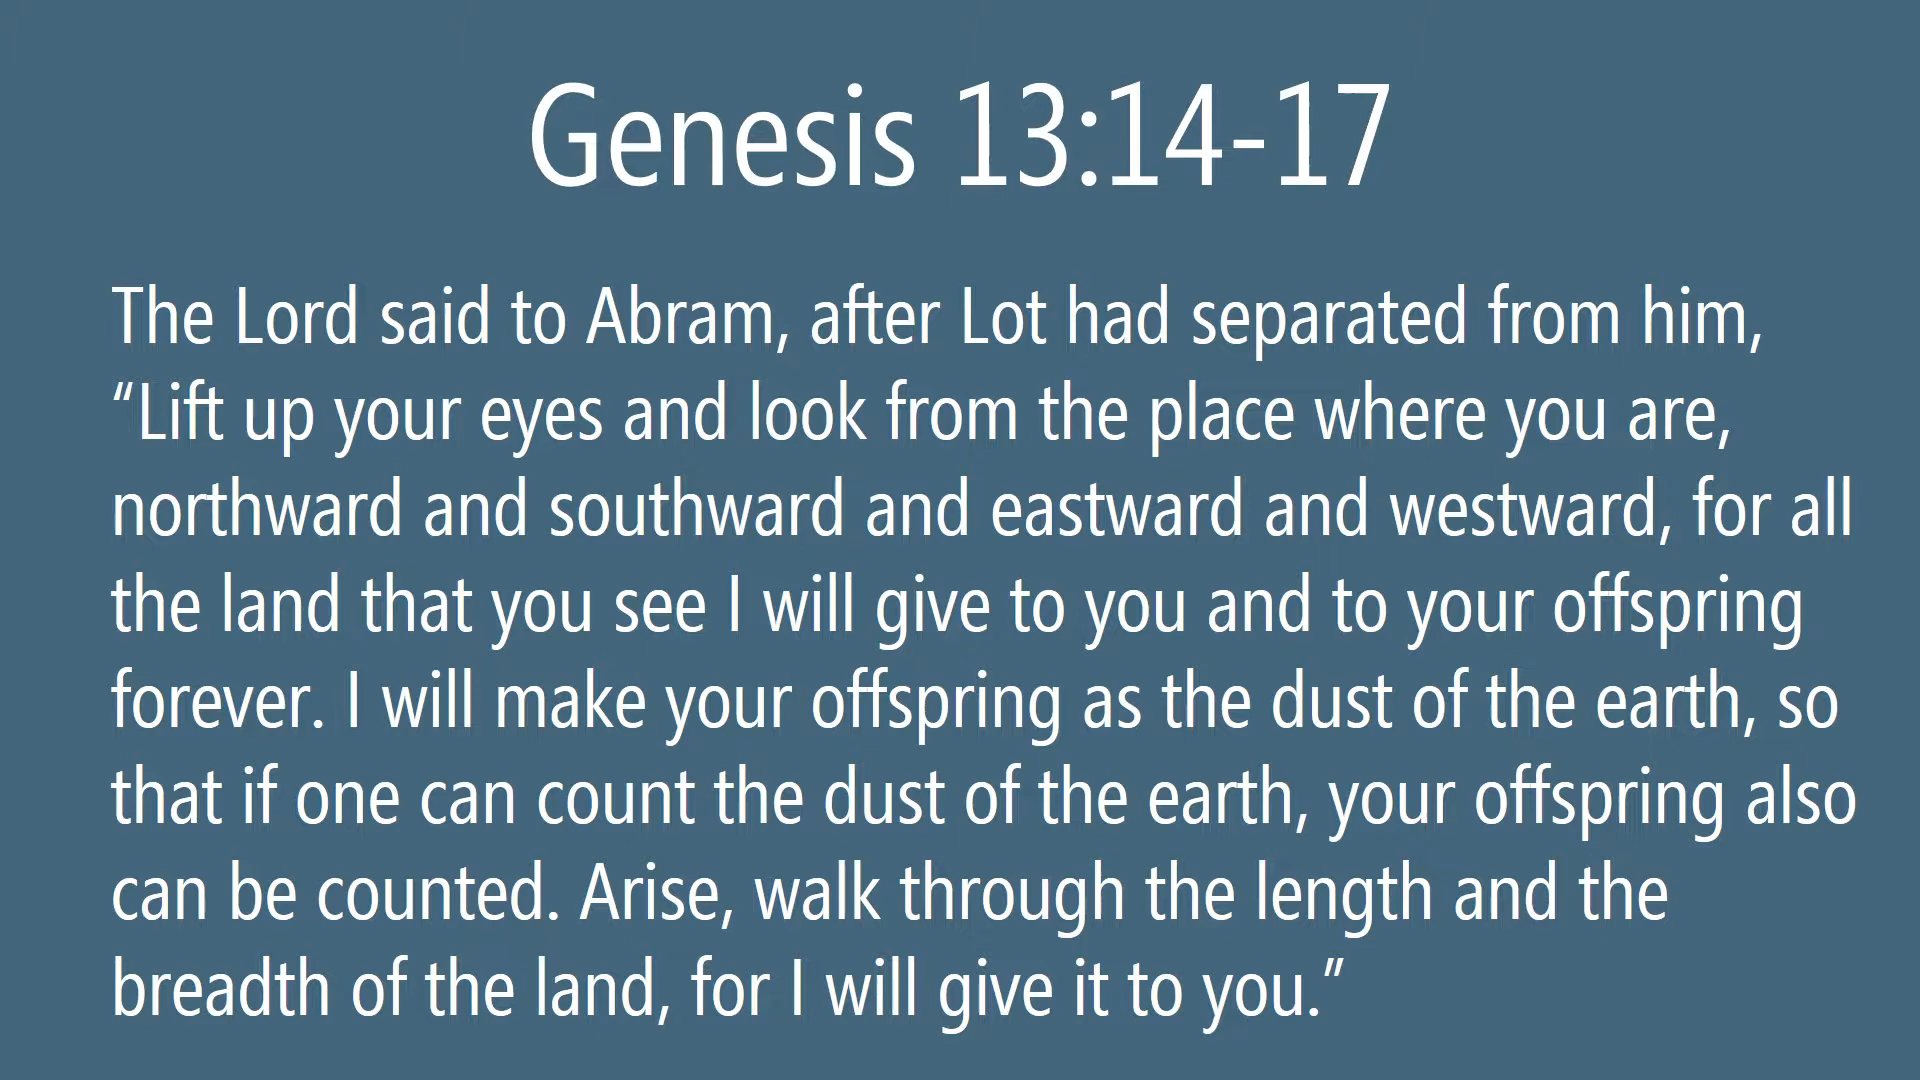 Genesis 13:14-17
The Lord said to Abram, after Lot had separated from him,
“Lift up your eyes and look from the place where you are,
northward and southward and eastward and westward, for all
the land that you see I will give to you and to your offspring
forever. I will make your offspring as the dust of the earth, so
that if one can count the dust of the earth, your offspring also
can be counted. Arise, walk through the length and the
breadth of the land, for I will give it to you.”